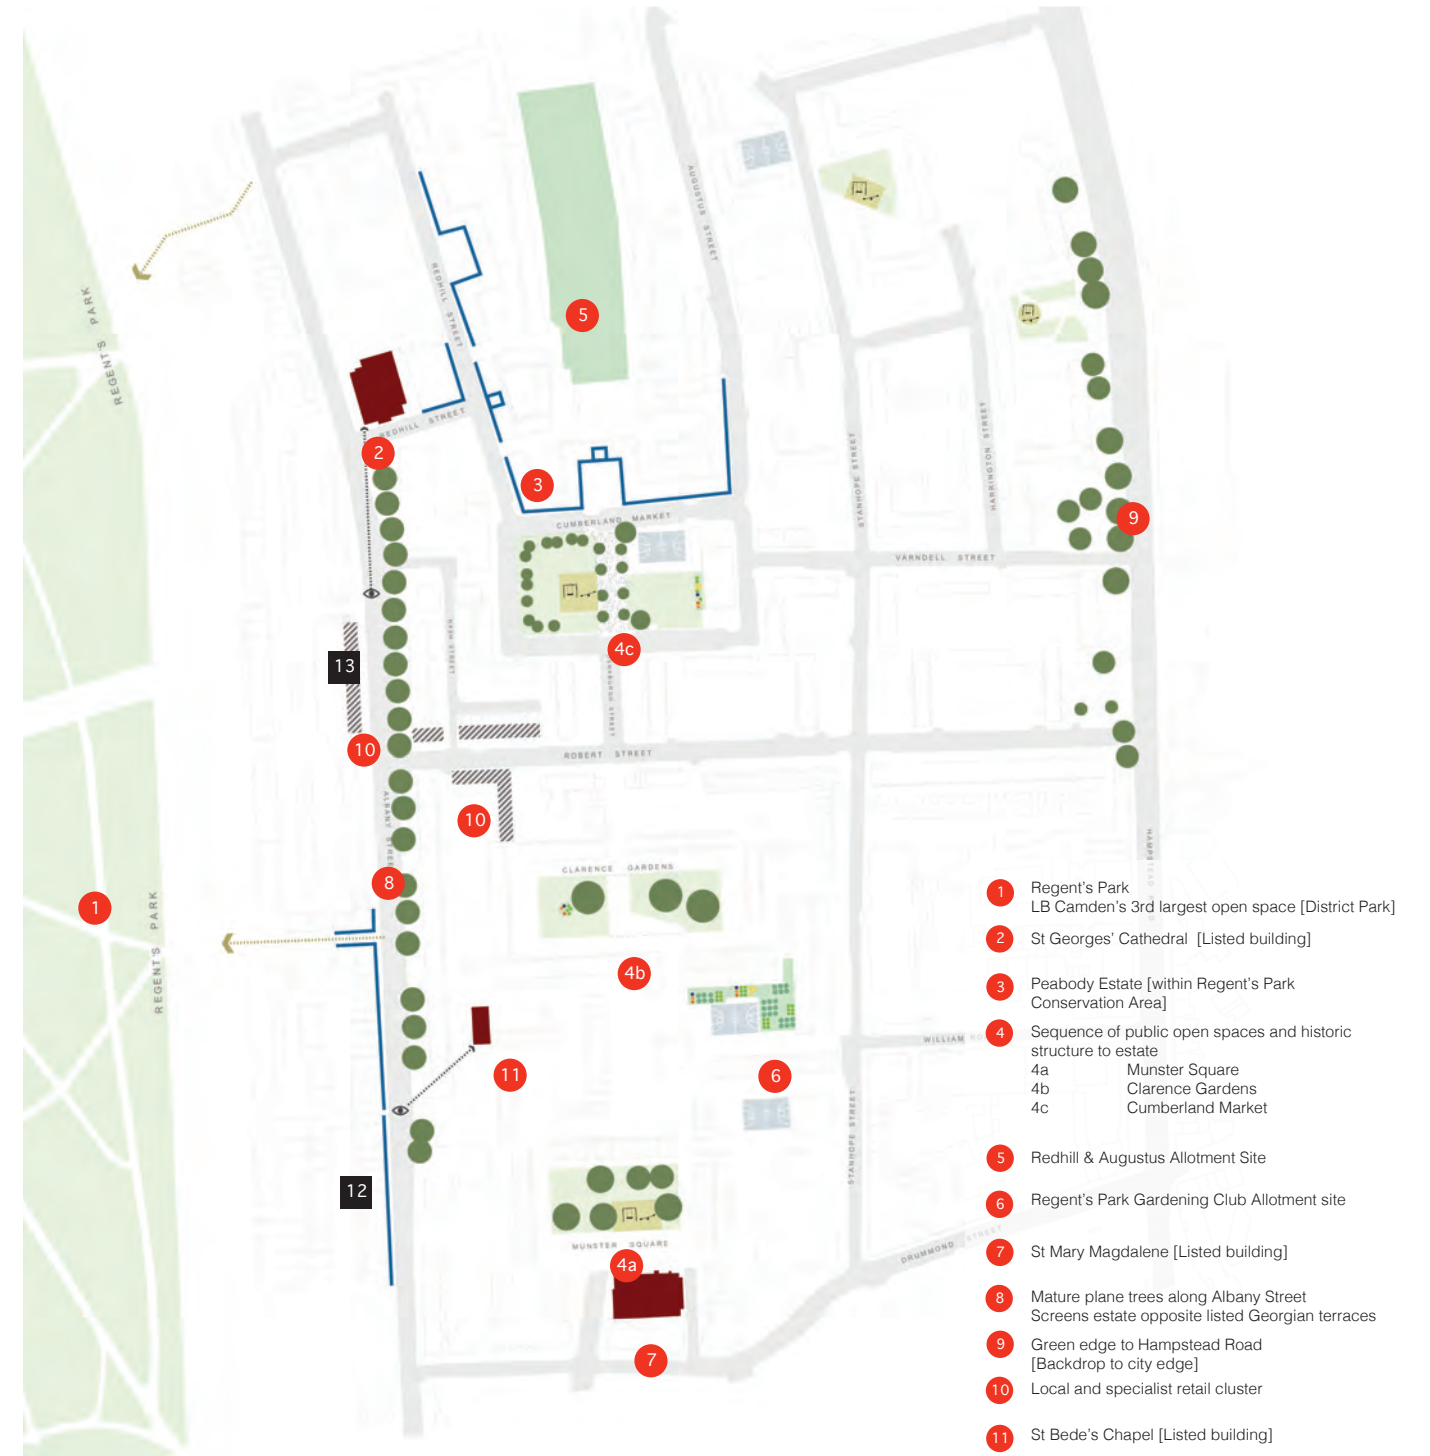 AUGUSTUS STREET
REDHILL STREET
REGENT'S PARK
5
REDHILL STREET
2
3
CUMBERLAND MARKET
STANHOPE STREET
HARRINGTON STREET
9
VARNDELL STREET
NASH STREET
4c
STREET
13
10
ROBERT STREET
ALBANY STREET
10
HAMPSTEAD
CLARENCE GARDENS
8
1
REGENT'S PARK
4b
WILLIAM
11
6
STANHOPE STREET
12
MUNSTER SQUARE
DRUMMOND STREET
4a
7
1 Regent's Park
LB Camden's 3rd largest open space [District Park]
2 St Georges' Cathedral [Listed building]
3 Peabody Estate [within Regent's Park
Conservation Area]
4 Sequence of public open spaces and historic
structure to estate
4a Munster Square
4b Clarence Gardens
4c Cumberland Market
5 Redhill & Augustus Allotment Site
6 Regent's Park Gardening Club Allotment site
7 St Mary Magdalene [Listed building]
8 Mature plane trees along Albany Street
Screens estate opposite listed Georgian terraces
9 Green edge to Hampstead Road
[Backdrop to city edge]
10 Local and specialist retail cluster
11 St Bede's Chapel [Listed building]